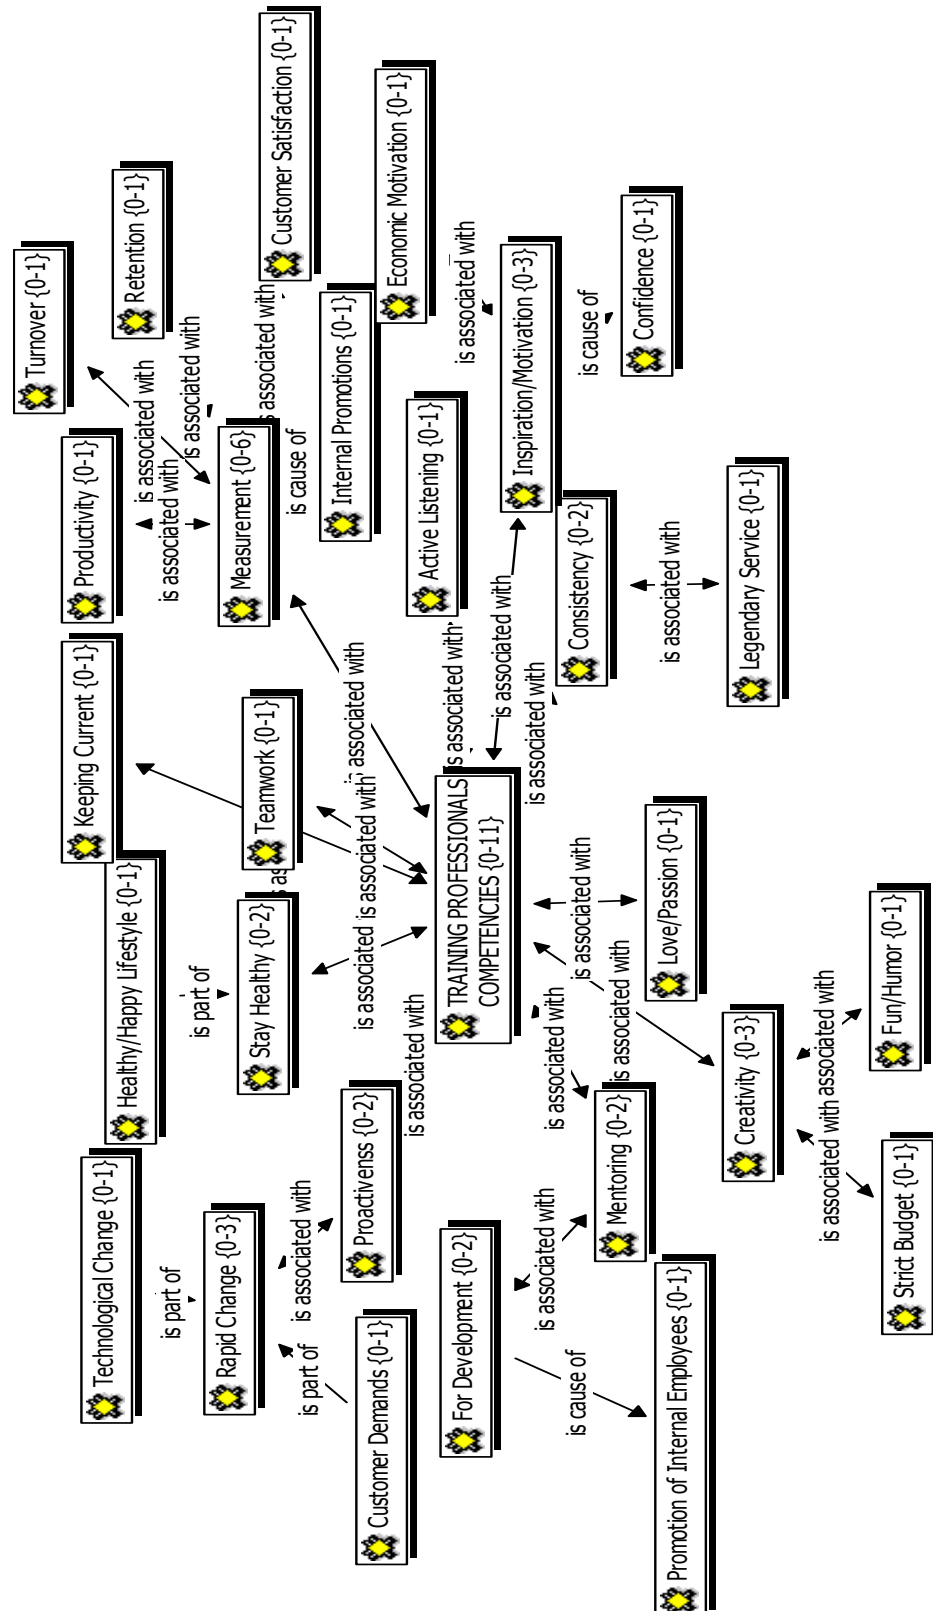 Technological Change {0-1}
is part of
Rapid Change {0-3}
is associated with
is part of
Customer Demands {0-1}
Proactivenss {0-2}
is associated with
For Development {0-2}
is associated with
is cause of
Promotion of Internal Employees {0-1}
Mentoring {0-2}
is associated with
Healthy/Happy Lifestyle {0-1}
is part of
Stay Healthy {0-2}
is associated
Keeping Current {0-1}
is as
Teamwork {0-1}
is associated with
is associated with
TRAINING PROFESSIONALS
COMPETENCIES {0-11}
is associated with
Love/Passion {0-1}
is associated with
Creativity {0-3}
is associated with
Strict Budget {0-1}
associated with
Fun/Humor {0-1}
Productivity {0-1}
is associated with
Turnover {0-1}
is associated with
Retention {0-1}
is associated with
Measurement {0-6}
is associated with
Customer Satisfaction {0-1}
is cause of
Internal Promotions {0-1}
Economic Motivation {0-1}
is associated with
Active Listening {0-1}
is associated with
Inspiration/Motivation {0-3}
is associated with
is cause of
Confidence {0-1}
Consistency {0-2}
is associated with
is associated with
Legendary Service {0-1}